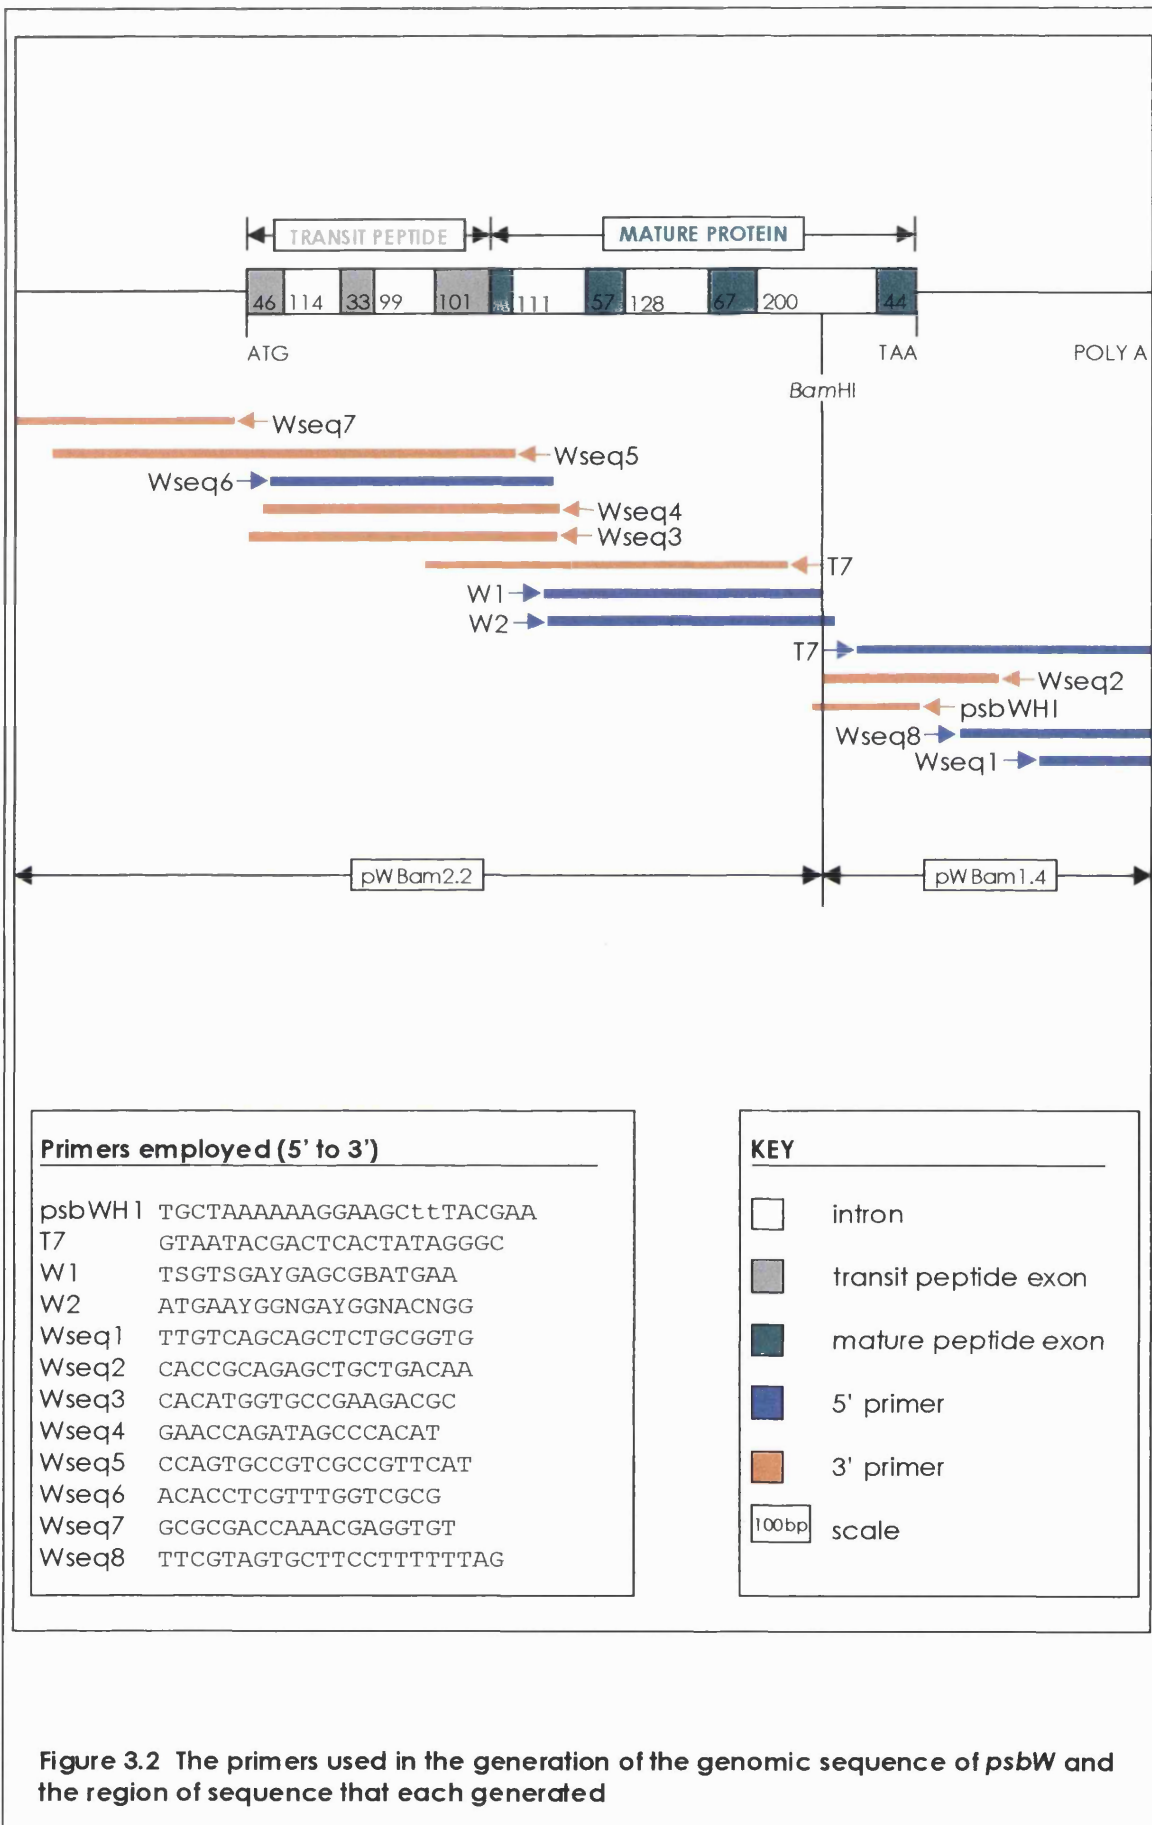 TRANSIT PEPTIDE MATURE PROTEIN
46 114 33 99 101 111 57 128 67 200 44
ATG TAA POLY A
BamHI
Wseq7
Wseq5
Wseq6
Wseq4
Wseq3
T7
W1
W2
T7
Wseq2
psbWHI
Wseq8
Wseq1
pWBam2.2 pWBam1.4
Primers employed (5' to 3')
psbWH1 TGCTAAAAAAGGAAGCttTACGAA
T7 GTAATACGACTCACTATAGGGC
W1 TSGTSGAYGAGCGBATGAA
W2 ATGAAYGGNGAYGGNACNGG
Wseq1 TTGTCAGCAGCTCTGCGGTG
Wseq2 CACCGCAGAGCTGCTGACAA
Wseq3 CACATGGTGCCGAAGACGC
Wseq4 GAACCAGATAGCCCACAT
Wseq5 CCAGTGCCGTCGCCGTTCAT
Wseq6 ACACCTCGTTTGGTCGCG
Wseq7 GCGCGACCAAACGAGGTGT
Wseq8 TTCGTAGTGCTTCCTTTTTTAG
KEY
intron
transit peptide exon
mature peptide exon
5' primer
3' primer
100bp scale
Figure 3.2 The primers used in the generation of the genomic sequence of psbW and
the region of sequence that each generated